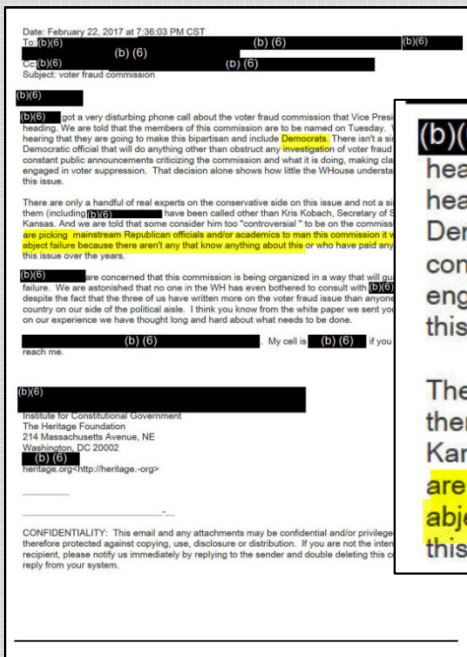 Date: February 22, 2017 at 7:36:03 PM CST
To: (b)(6) (b) (6) (b)(6)
(b) (6)
Cc: (b)(6) (b) (6)
Subject: voter fraud commission
(b)(6)
(b)(6) got a very disturbing phone call about the voter fraud commission that Vice Presi
heading. We are told that the members of this commission are to be named on Tuesday.
hearing that they are going to make this bipartisan and include Democrats. There isn't a si
Democratic official that will do anything other than obstruct any investigation of voter fraud
constant public announcements criticizing the commission and what it is doing, making cla
engaged in voter suppression. That decision alone shows how little the WHouse understa
this issue.
There are only a handful of real experts on the conservative side on this issue and not a si
them (including (b)(6) have been called other than Kris Kobach, Secretary of S
Kansas. And we are told that some consider him too "controversial " to be on the commiss
are picking mainstream Republican officials and/or academics to man this commission it w
abject failure because there aren't any that know anything about this or who have paid any
this issue over the years.
(b)(6) are concerned that this commission is being organized in a way that will gu
failure. We are astonished that no one in the WH has even bothered to consult with (b)(6)
despite the fact that the three of us have written more on the voter fraud issue than anyone
country on our side of the political aisle. I think you know from the white paper we sent you
on our experience we have thought long and hard about what needs to be done.
(b) (6) . My cell is (b) (6) if you
reach me.
(b)(6)
Institute for Constitutional Government
The Heritage Foundation
214 Massachusetts Avenue, NE
Washington, DC 20002
(b) (6)
heritage.org<http://heritage.-org>
CONFIDENTIALITY: This email and any attachments may be confidential and/or privilege
therefore protected against copying, use, disclosure or distribution. If you are not the inten
recipient, please notify us immediately by replying to the sender and double deleting this co
reply from your system.
(b)(
hea
hea
Den
con
eng
this
The
ther
Kan
are
abje
this